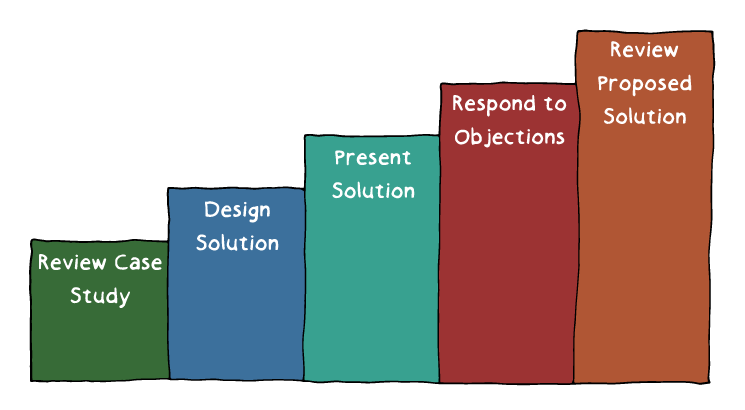 Review Case
Study
Design
Solution
Present
Solution
Respond to
Objections
Review
Proposed
Solution